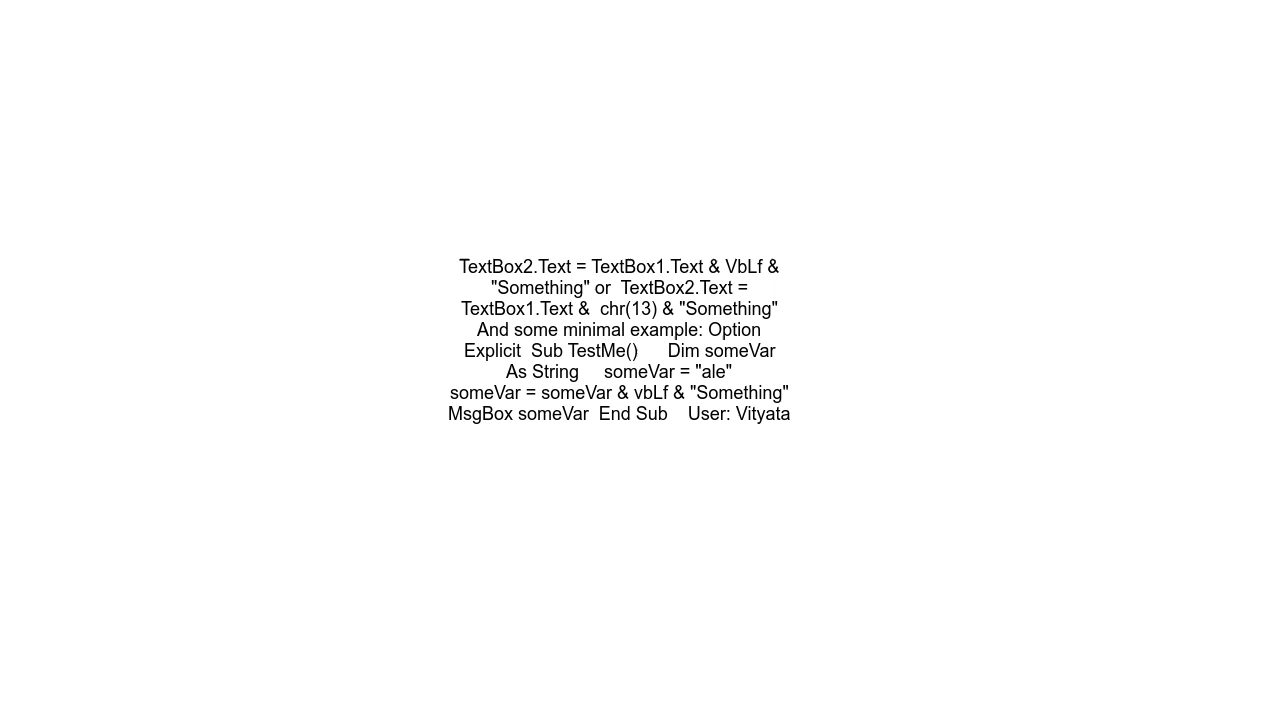 TextBox2.Text = TextBox1.Text & VbLf &
"Something" or  TextBox2.Text =
TextBox1.Text &  chr(13) & "Something"
And some minimal example: Option
Explicit  Sub TestMe()      Dim someVar
As String     someVar = "ale"
someVar = someVar & vbLf & "Something"
MsgBox someVar  End Sub    User: Vityata